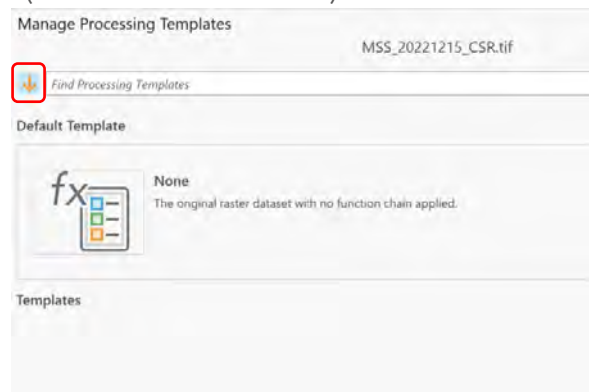 Manage Processing Templates
MSS_20221215_CSR.tif
Find Processing Templates
Default Template
fx
None
The original raster dataset with no function chain applied.
Templates